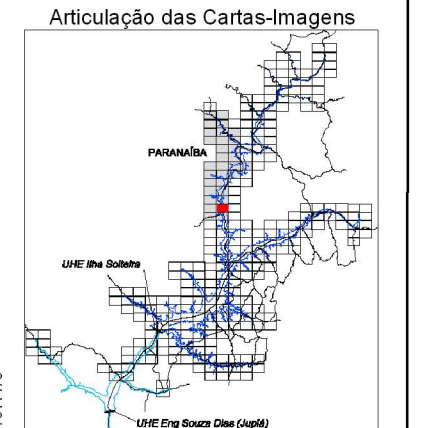 Articulação das Cartas-Imagens
PARANAÍBA
UHE Ilha Solteira
UHE Eng Souza Dias (Jupiá)